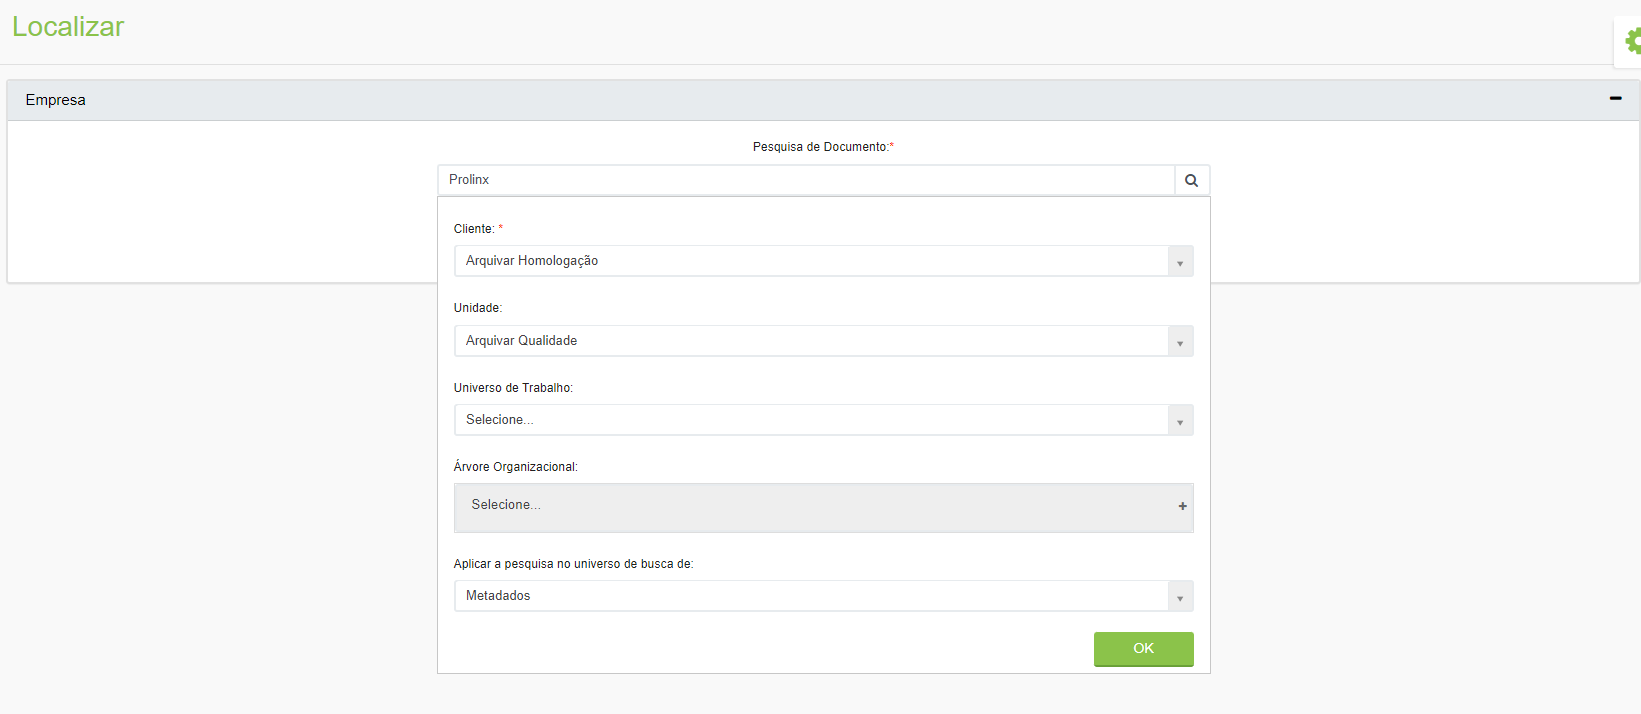 Localizar
Empresa
Pesquisa de Documento:*
Prolinx
Cliente: *
Arquivar Homologação
Unidade:
Arquivar Qualidade
Universo de Trabalho:
Selecione...
Árvore Organizacional:
Selecione...
Aplicar a pesquisa no universo de busca de:
Metadados
OK